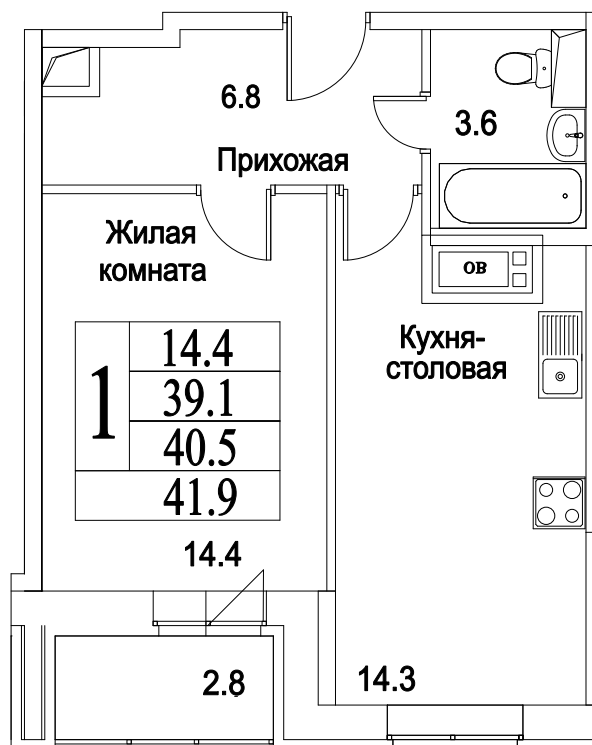 6.8
3.6
Прихожая
Жилая
комната
ОВ
Кухня-
столовая
1
14.4
39.1
40.5
41.9
14.4
2.8
14.3